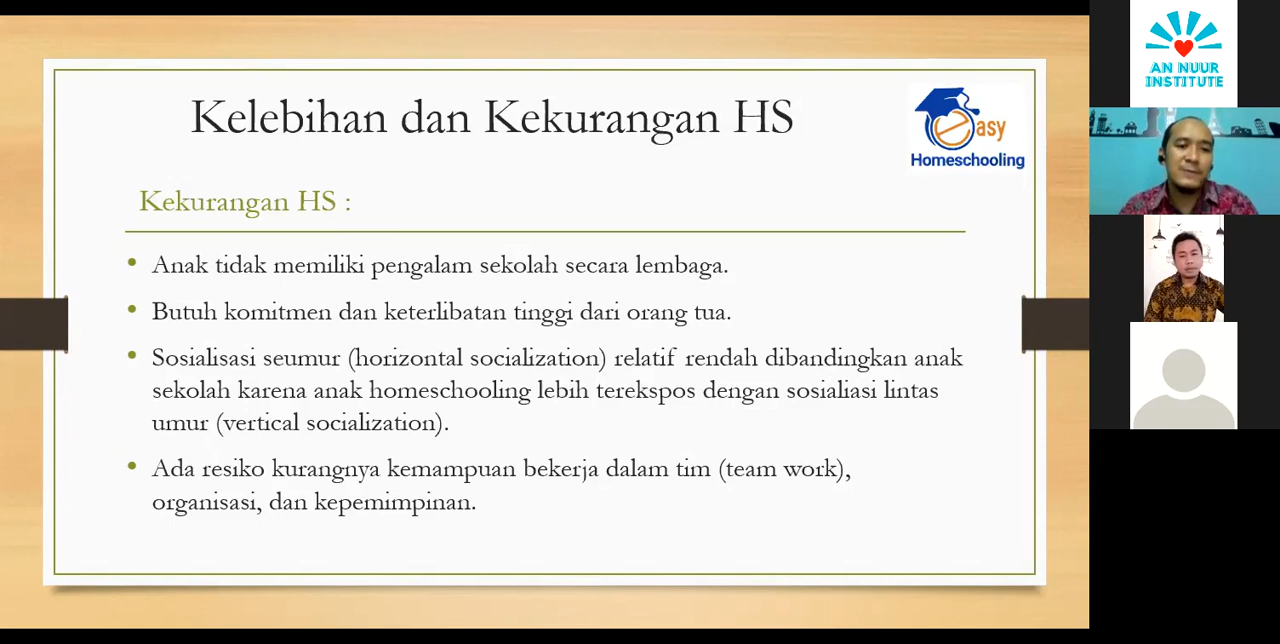 Kelebihan dan Kekurangan HS
easy
Homeschooling
Kekurangan HS :
• Anak tidak memiliki pengalam sekolah secara lembaga.
• Butuh komitmen dan keterlibatan tinggi dari orang tua.
• Sosialisasi seumur (horizontal socialization) relatif rendah dibandingkan anak
sekolah karena anak homeschooling lebih terekspos dengan sosialiasi lintas
umur (vertical socialization).
• Ada resiko kurangnya kemampuan bekerja dalam tim (team work),
organisasi, dan kepemimpinan.
AN NUUR
INSTITUTE